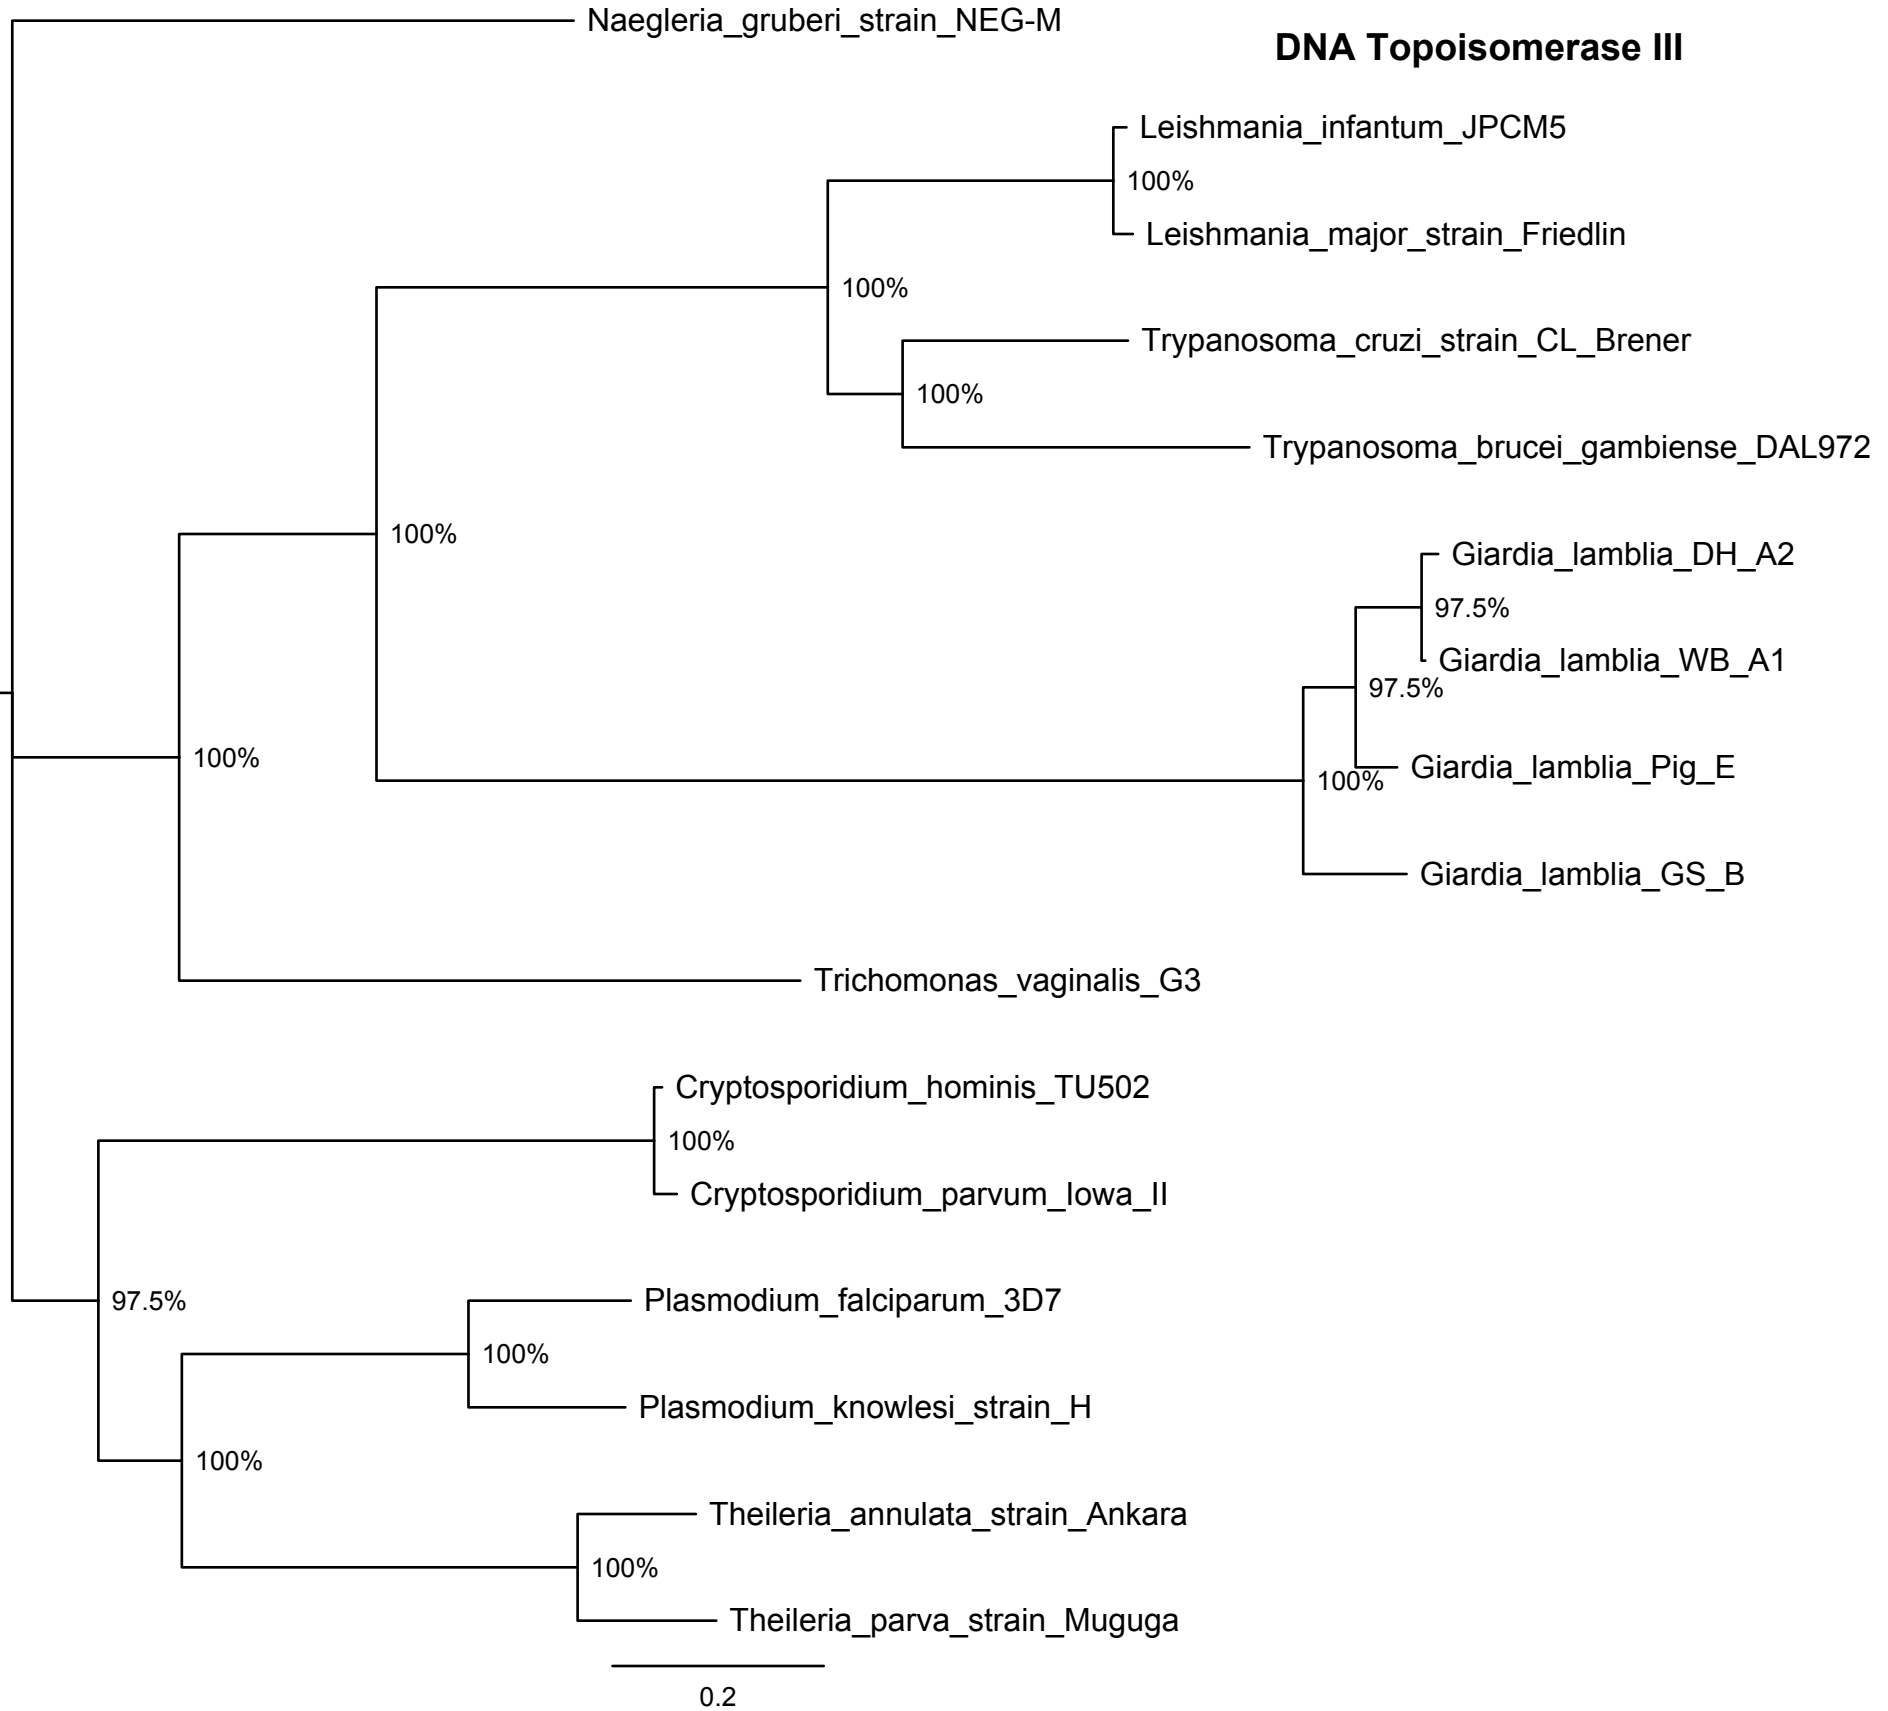 Naegleria_gruberi_strain_NEG-M
DNA Topoisomerase III
Leishmania_infantum_JPCM5
100%
Leishmania_major_strain_Friedlin
100%
Trypanosoma_cruzi_strain_CL_Brener
100%
Trypanosoma_brucei_gambiense_DAL972
100%
Giardia_lamblia_DH_A2
97.5%
Giardia_lamblia_WB_A1
97.5%
100%
Giardia_lamblia_Pig_E
100%
Giardia_lamblia_GS_B
Trichomonas_vaginalis_G3
Cryptosporidium_hominis_TU502
100%
Cryptosporidium_parvum_Iowa_II
97.5%
Plasmodium_falciparum_3D7
100%
Plasmodium_knowlesi_strain_H
100%
Theileria_annulata_strain_Ankara
100%
Theileria_parva_strain_Muguga
0.2